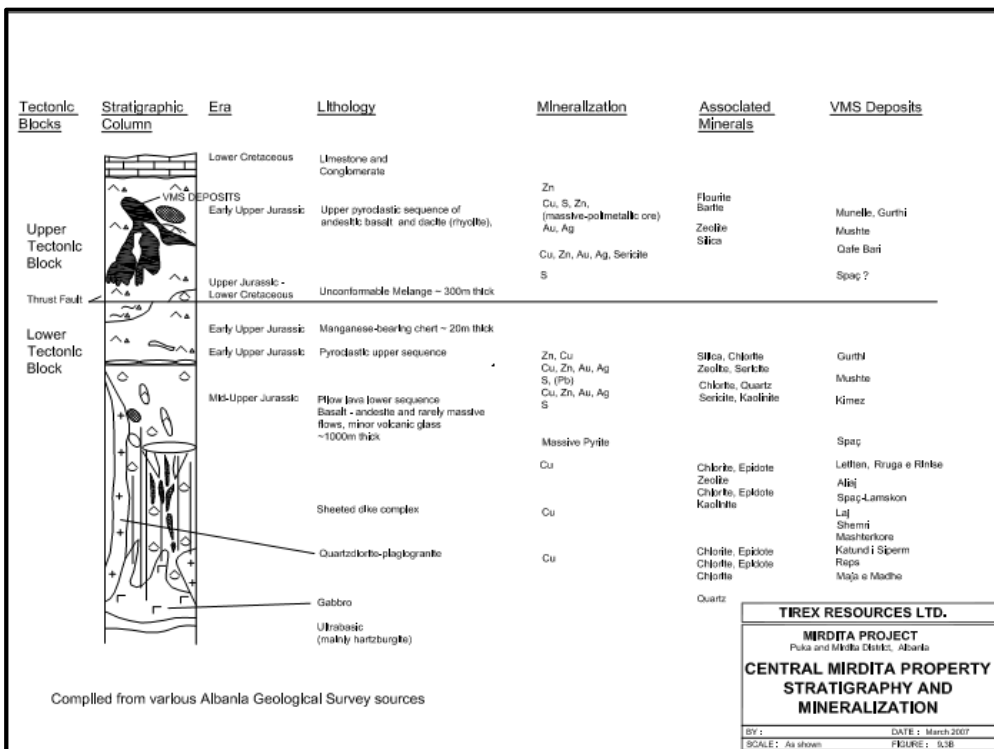 Tectonic Blocks
Stratigraphic Column
Era
Lithology
Mineralization
Associated Minerals
VMS Deposits
Upper Tectonic Block
Thrust Fault
Lower Tectonic Block
VMS DEPOSITS
Lower Cretaceous
Early Upper Jurassic
Upper Jurassic -
Lower Cretaceous
Early Upper Jurassic
Early Upper Jurassic
Mid-Upper Jurassic
Limestone and
Conglomerate
Upper pyroclastic sequence of
andesitic basalt and dacite (rhyolite),
Unconformable Melange ~ 300m thick
Manganese-bearing chert ~ 20m thick
Pyroclastic upper sequence
Pillow lava lower sequence
Basalt - andesite and rarely massive
flows, minor volcanic glass
~1000m thick
Sheeted dike complex
Quartzdiorite-plagiogranite
Gabbro
Ultrabasic
(mainly hartzburgite)
Zn
Cu, S, Zn,
(massive-polimetallic ore)
Au, Ag
Cu, Zn, Au, Ag, Sericite
S
Zn, Cu
Cu, Zn, Au, Ag
S, (Pb)
Cu, Zn, Au, Ag
S
Massive Pyrite
Cu
Cu
Cu
Flourite
Barite
Zeolite
Silica
Silica, Chlorite
Zeolite, Sericite
Chlorite, Quartz
Sericite, Kaolinite
Chlorite, Epidote
Zeolite
Chlorite, Epidote
Kaolinite
Chlorite, Epidote
Chlorite, Epidote
Chlorite
Quartz
Munelle, Gurthi
Mushte
Qafe Bari
Spaç ?
Gurthi
Mushte
Kimez
Spaç
Letiten, Rruga e Rinise
Aliaj
Spaç-Lamskon
Laj
Shemri
Mashterkore
Katund i Siperm
Reps
Maja e Madhe
Compiled from various Albania Geological Survey sources
TIREX RESOURCES LTD.
MIRDITA PROJECT
Puka and Mirdita District, Albania
CENTRAL MIRDITA PROPERTY
STRATIGRAPHY AND
MINERALIZATION
BY : DATE : March 2007
SCALE : As shown FIGURE : 9.3B